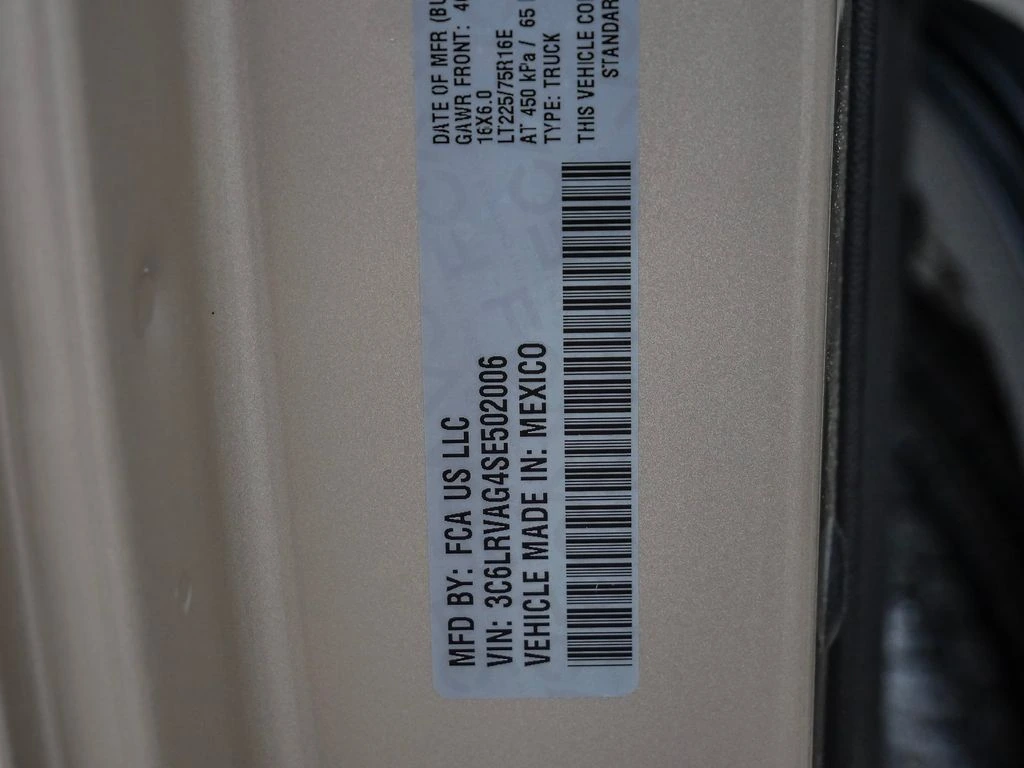 MFD BY: FCA US LLC
VIN: 3C6LRVAG4SE502006
VEHICLE MADE IN: MEXICO
DATE OF MFR
GAWR FRONT:
16X6.0
LT225/75R16E
AT 450 kPa / 65
TYPE: TRUCK
THIS VEHICLE